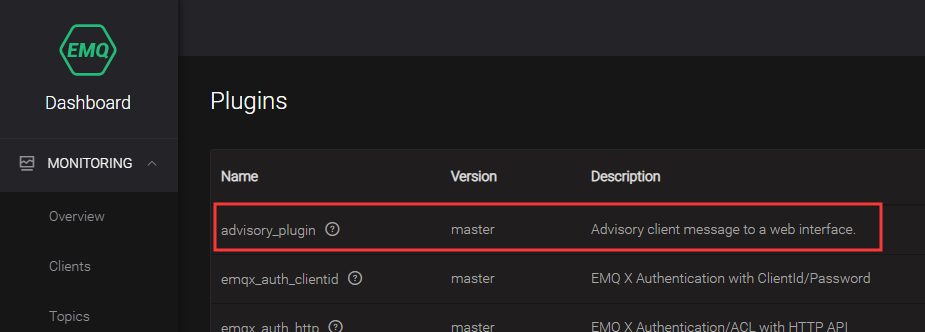 EMQ
Dashboard
Plugins
MONITORING
Name Version Description
Overview
advisory_plugin ? master Advisory client message to a web interface.
Clients
emqx_auth_clientid ? master EMQ X Authentication with ClientId/Password
Topics
emqx_auth_http ? master EMQ X Authentication/ACL with HTTP API